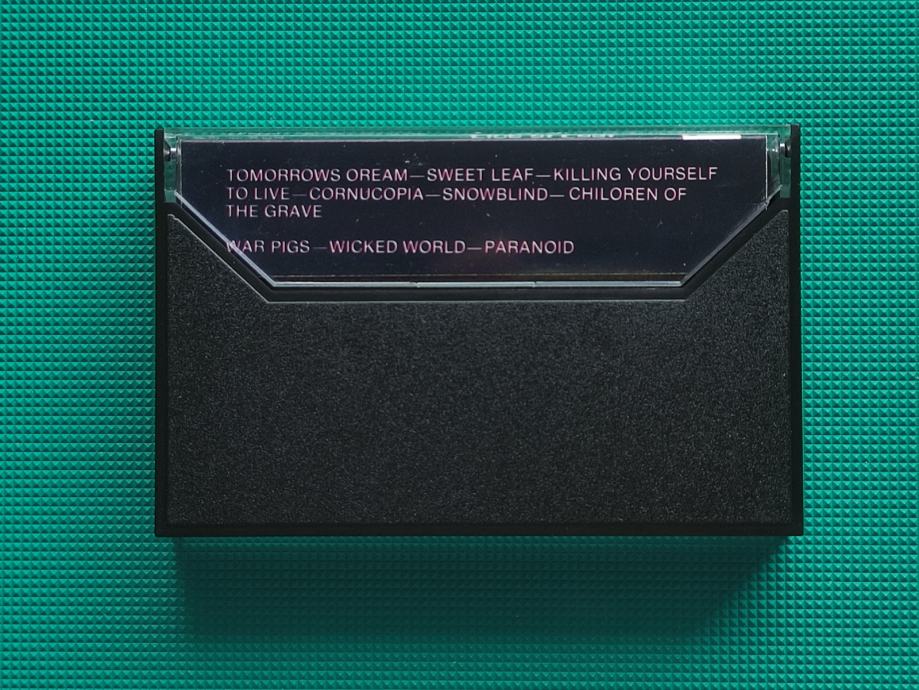 TOMORROWS OREAM—SWEET LEAF—KILLING YOURSELF
TO LIVE—CORNUCOPIA—SNOWBLIND—CHILOREN OF
THE GRAVE
WAR PIGS—WICKED WORLD—PARANOID